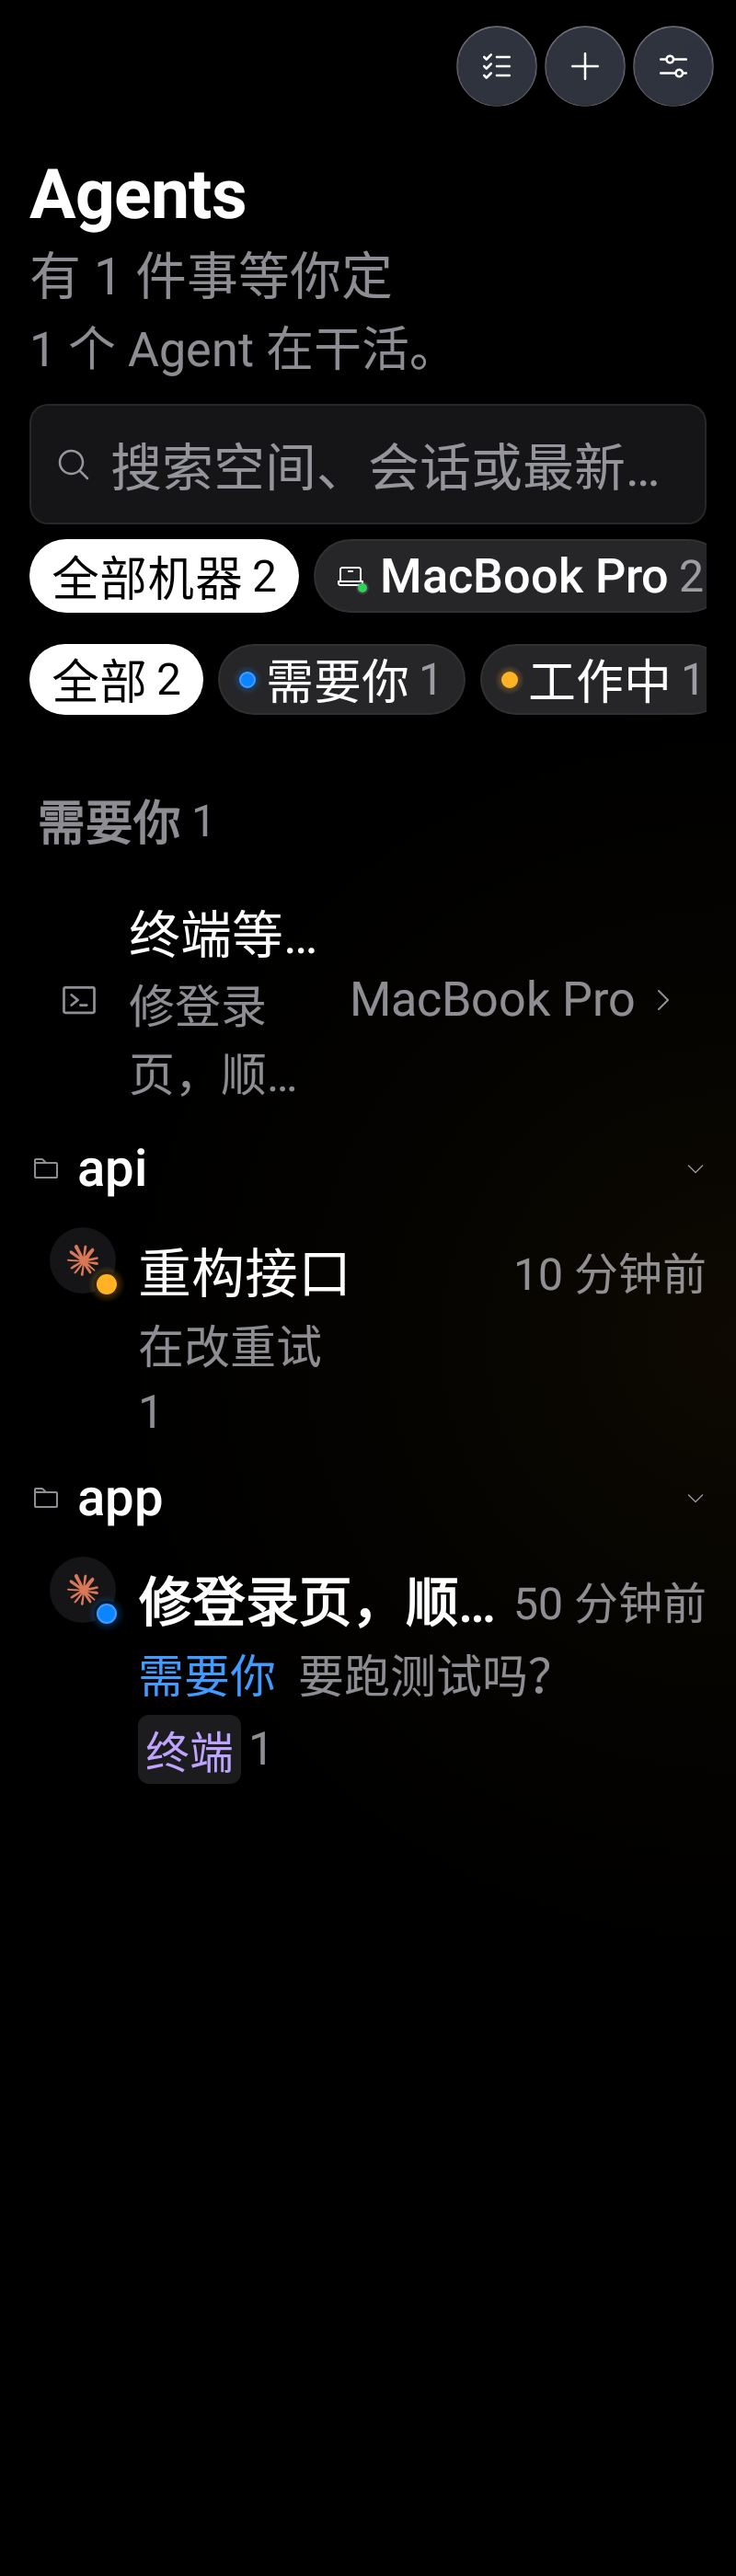 Agents
有 1 件事等你定
1 个 Agent 在干活。
搜索空间、会话或最新…
全部机器 2 MacBook Pro 2
全部 2 需要你 1 工作中 1
需要你 1
终端等…
修登录
页，顺…
MacBook Pro
api
重构接口 10 分钟前
在改重试
1
app
修登录页，顺… 50 分钟前
需要你 要跑测试吗？
终端 1